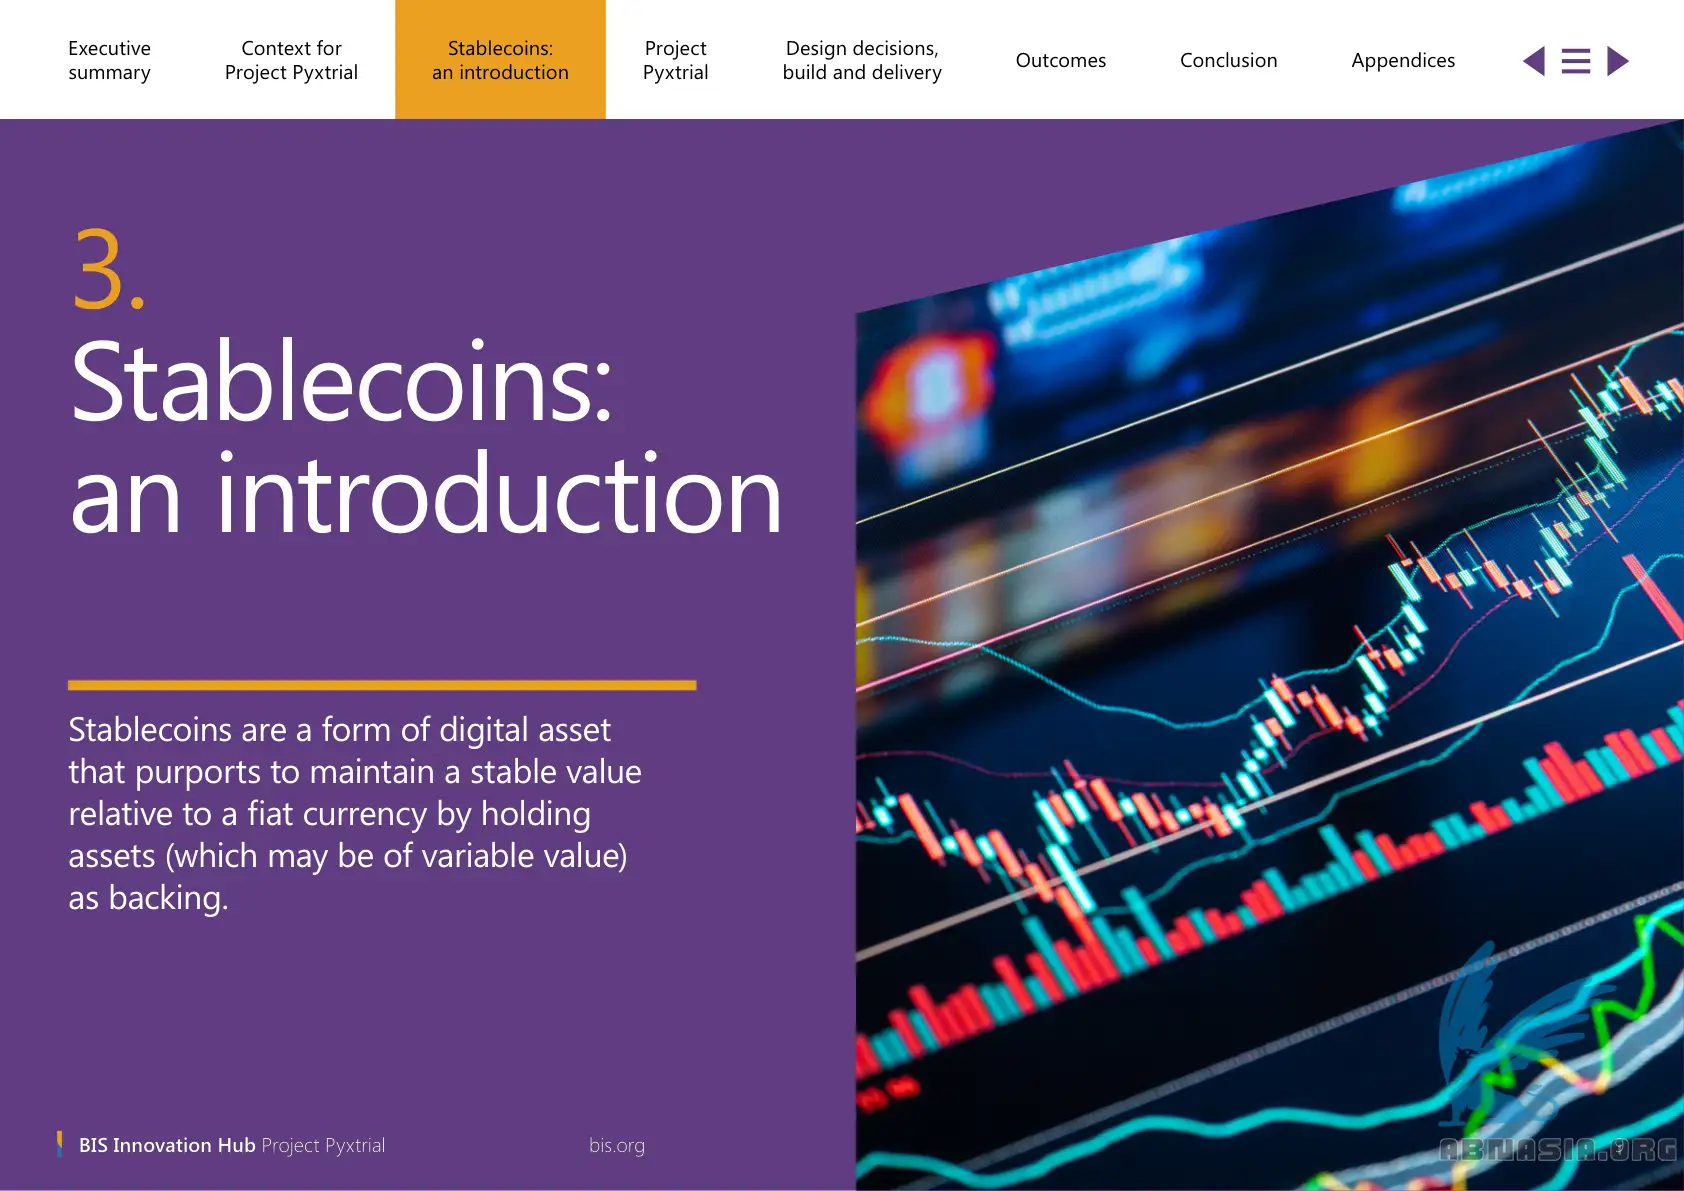 Executive
summary
Context for
Project Pyxtrial
Stablecoins:
an introduction
Project
Pyxtrial
Design decisions,
build and delivery
Outcomes
Conclusion
Appendices
3.
Stablecoins:
an introduction
Stablecoins are a form of digital asset
that purports to maintain a stable value
relative to a fiat currency by holding
assets (which may be of variable value)
as backing.
BIS Innovation Hub Project Pyxtrial
bis.org
ABNASIA.ORG